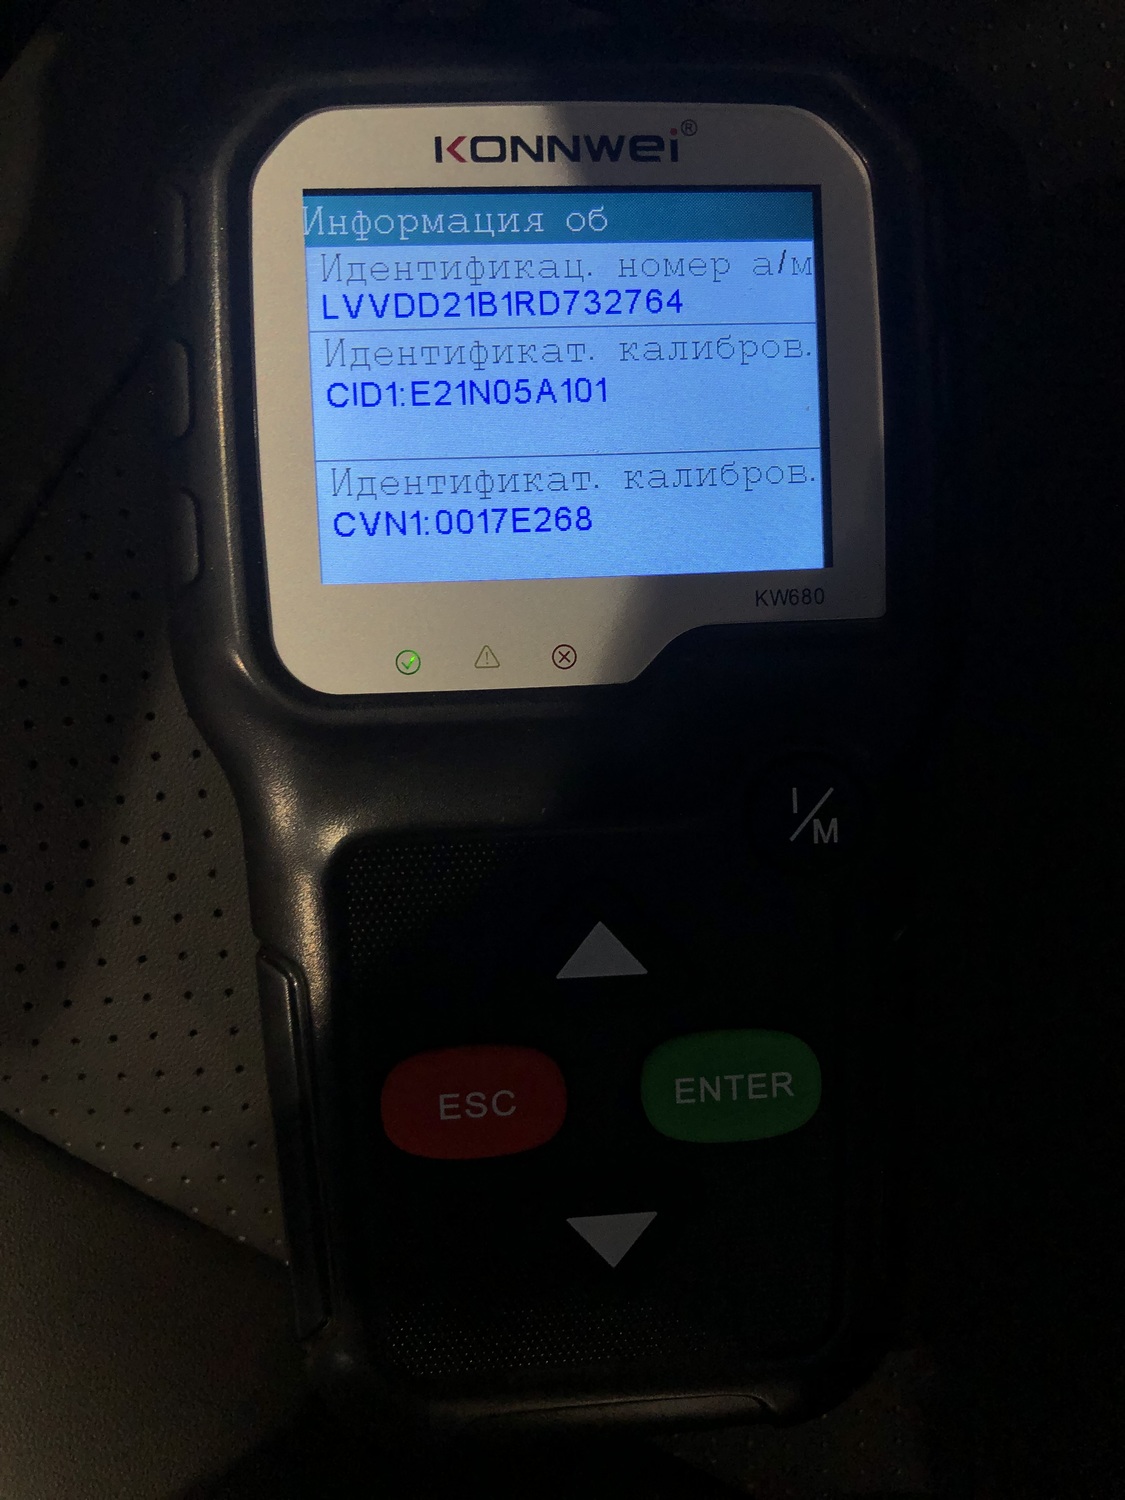 KONNWEI®
Информация об
Идентификац. номер а/м
LVVDD21B1RD732764
Идентификат. калибров.
CID1:E21N05A101
Идентификат. калибров.
CVN1:0017E268
KW680
I/M
ESC
ENTER